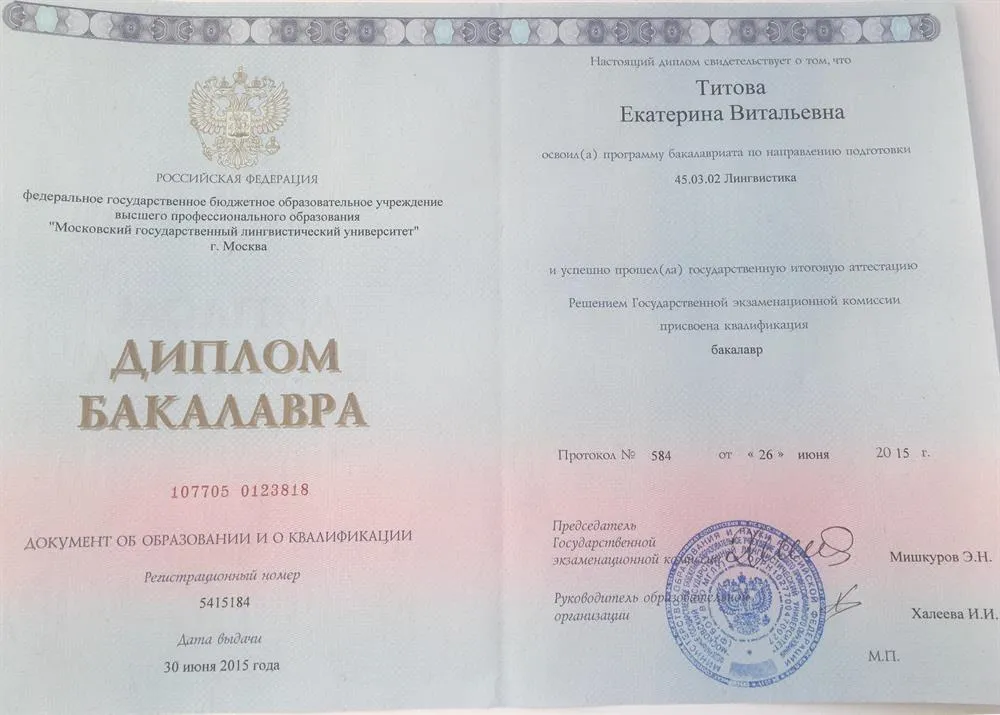 РОССИЙСКАЯ ФЕДЕРАЦИЯ
федеральное государственное бюджетное образовательное учреждение
высшего профессионального образования
"Московский государственный лингвистический университет"
г. Москва
ДИПЛОМ
БАКАЛАВРА
107705 0123818
ДОКУМЕНТ ОБ ОБРАЗОВАНИИ И О КВАЛИФИКАЦИИ
Регистрационный номер
5415184
Дата выдачи
30 июня 2015 года
Настоящий диплом свидетельствует о том, что
Титова
Екатерина Витальевна
освоил(а) программу бакалавриата по направлению подготовки
45.03.02 Лингвистика
и успешно прошел(ла) государственную итоговую аттестацию
Решением Государственной экзаменационной комиссии
присвоена квалификация
бакалавр
Протокол № 584 от « 26 » июня 2015 г.
Председатель
Государственной
экзаменационной комиссии Мишкуров Э.Н.
Руководитель образовательной
организации Халеева И.И.
М.П.